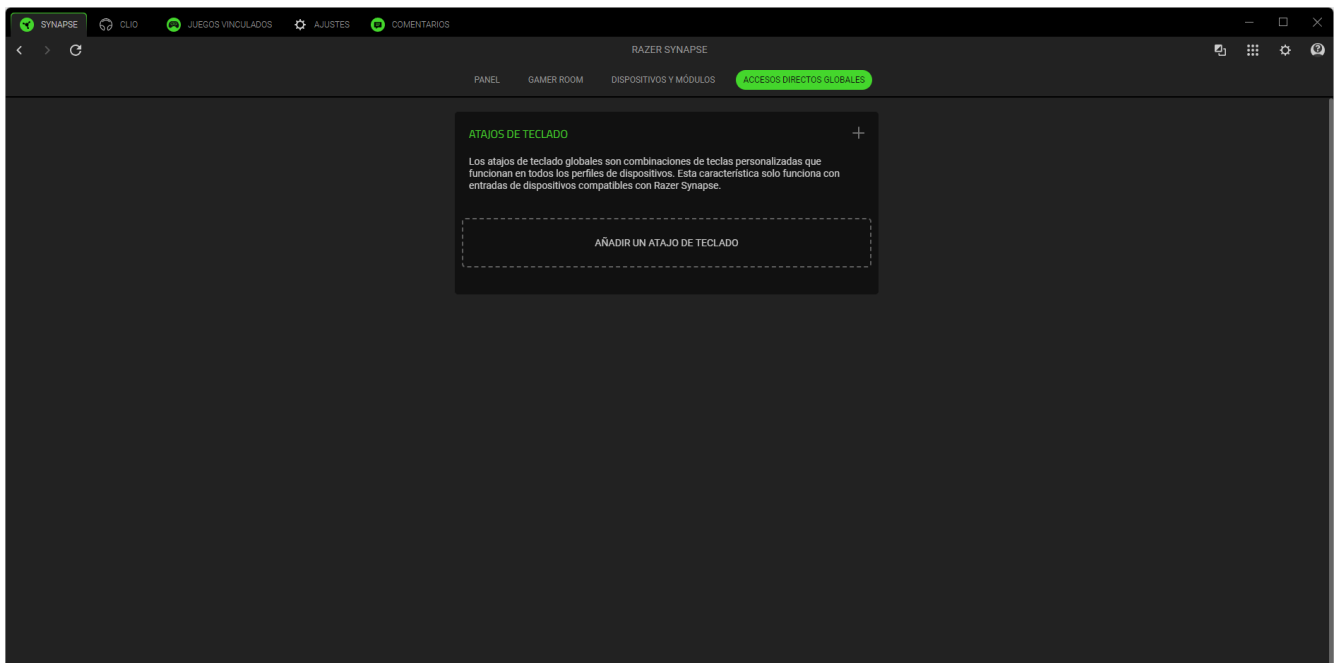 SYNAPSE CLIO JUEGOS VINCULADOS AJUSTES COMENTARIOS
RAZER SYNAPSE
PANEL GAMER ROOM DISPOSITIVOS Y MÓDULOS ACCESOS DIRECTOS GLOBALES
ATAJOS DE TECLADO
Los atajos de teclado globales son combinaciones de teclas personalizadas que
funcionan en todos los perfiles de dispositivos. Esta característica solo funciona con
entradas de dispositivos compatibles con Razer Synapse.
AÑADIR UN ATAJO DE TECLADO